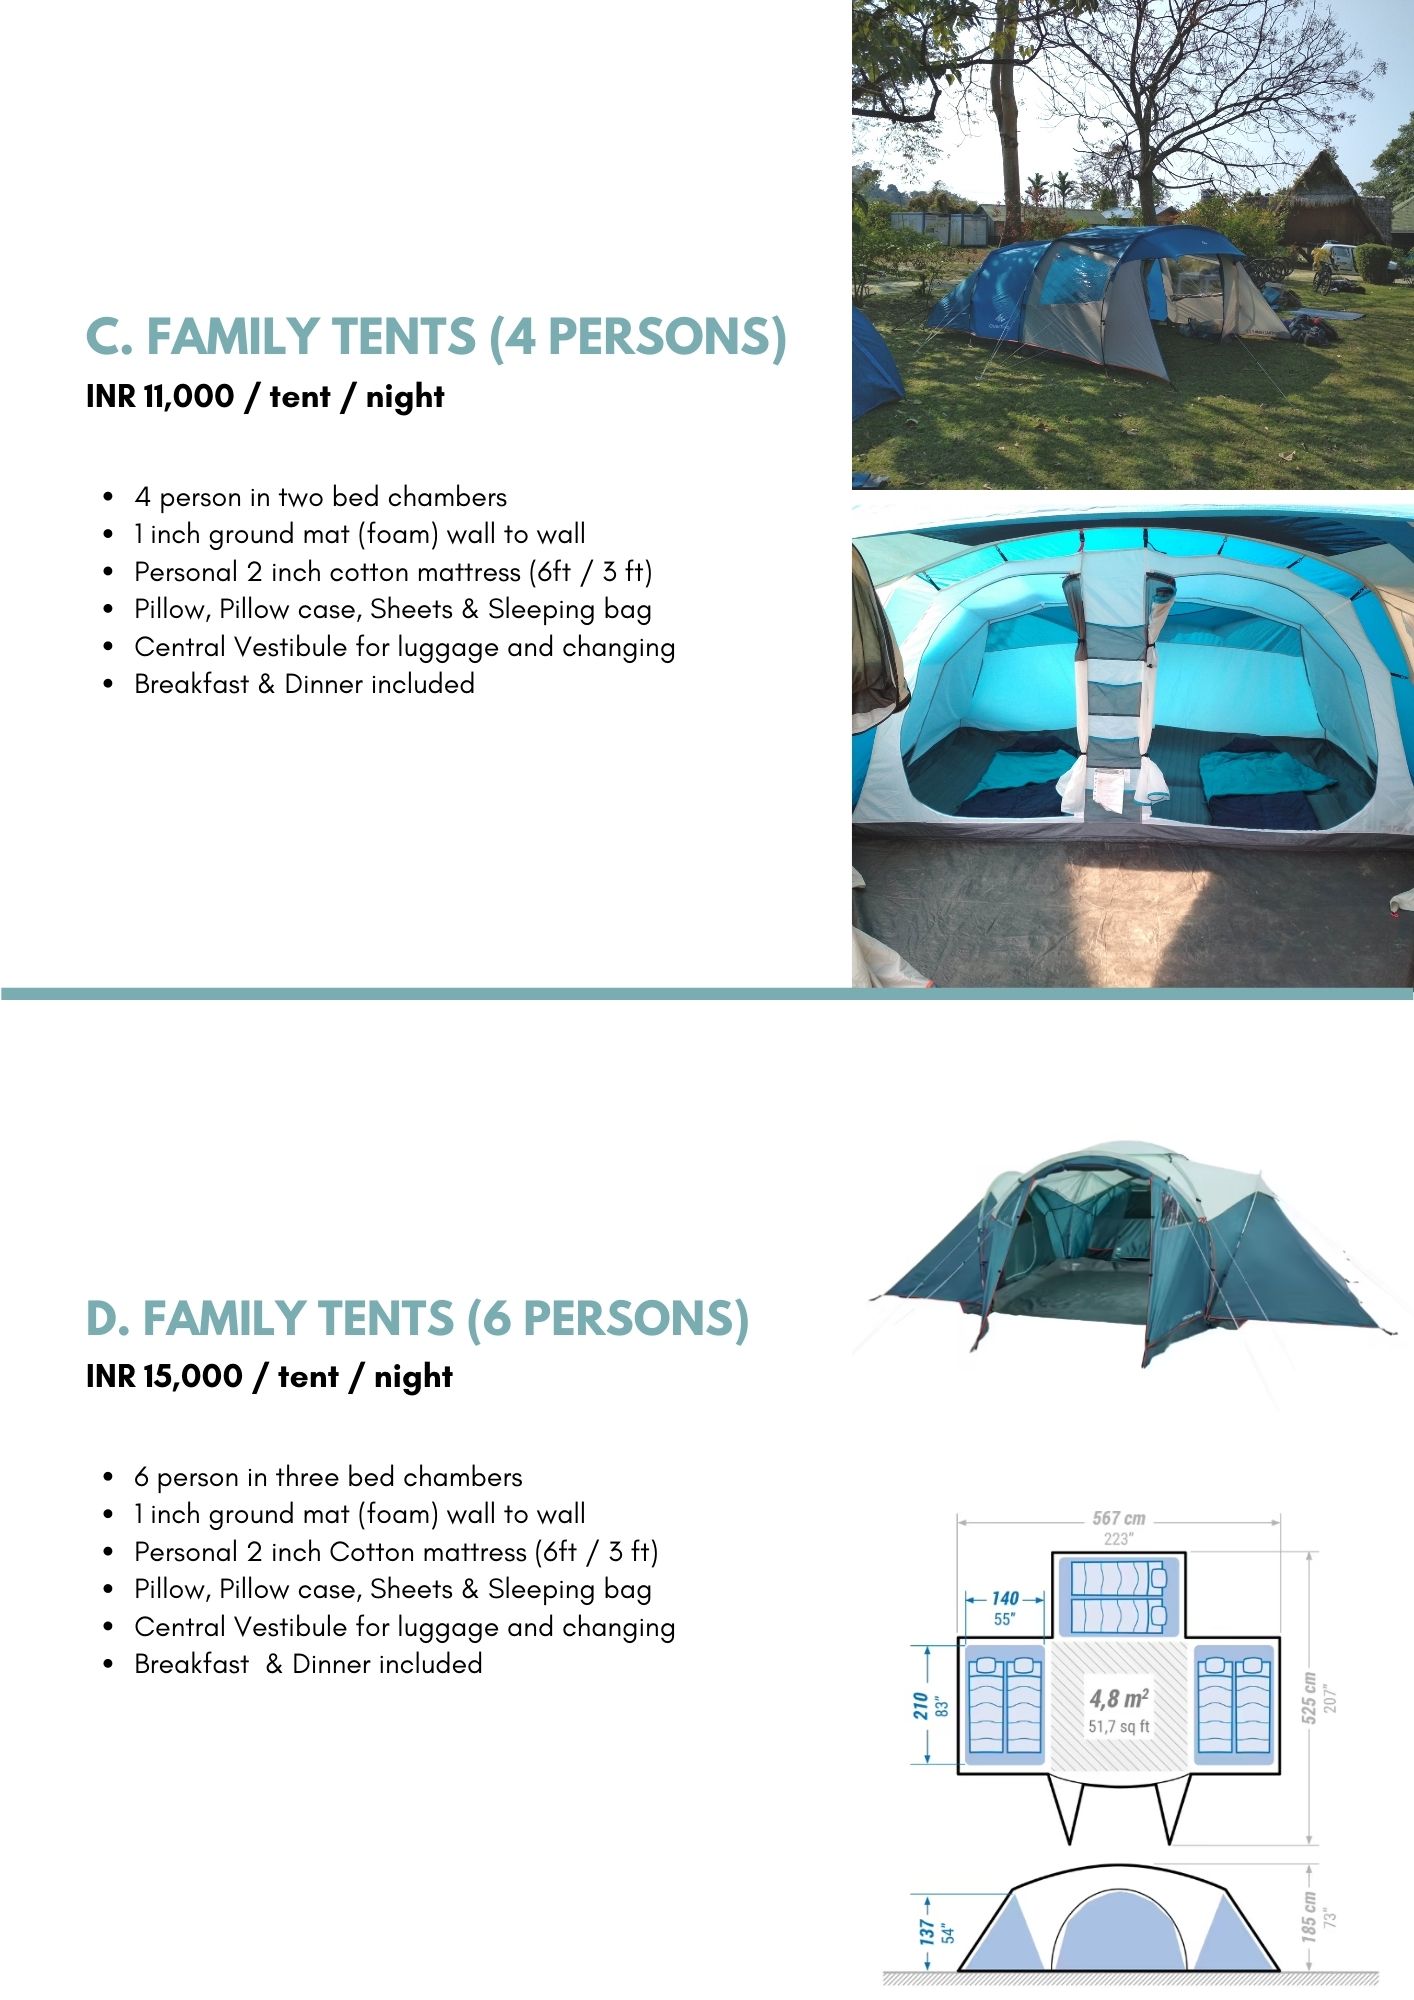 C. FAMILY TENTS (4 PERSONS)
INR 11,000 / tent / night
• 4 person in two bed chambers
• 1 inch ground mat (foam) wall to wall
• Personal 2 inch cotton mattress (6ft / 3 ft)
• Pillow, Pillow case, Sheets & Sleeping bag
• Central Vestibule for luggage and changing
• Breakfast & Dinner included
D. FAMILY TENTS (6 PERSONS)
INR 15,000 / tent / night
• 6 person in three bed chambers
• 1 inch ground mat (foam) wall to wall
• Personal 2 inch Cotton mattress (6ft / 3 ft)
• Pillow, Pillow case, Sheets & Sleeping bag
• Central Vestibule for luggage and changing
• Breakfast  & Dinner included
567 cm
223"
140
55"
210
83"
4,8 m²
51,7 sq ft
525 cm
207"
137
54"
185 cm
73"